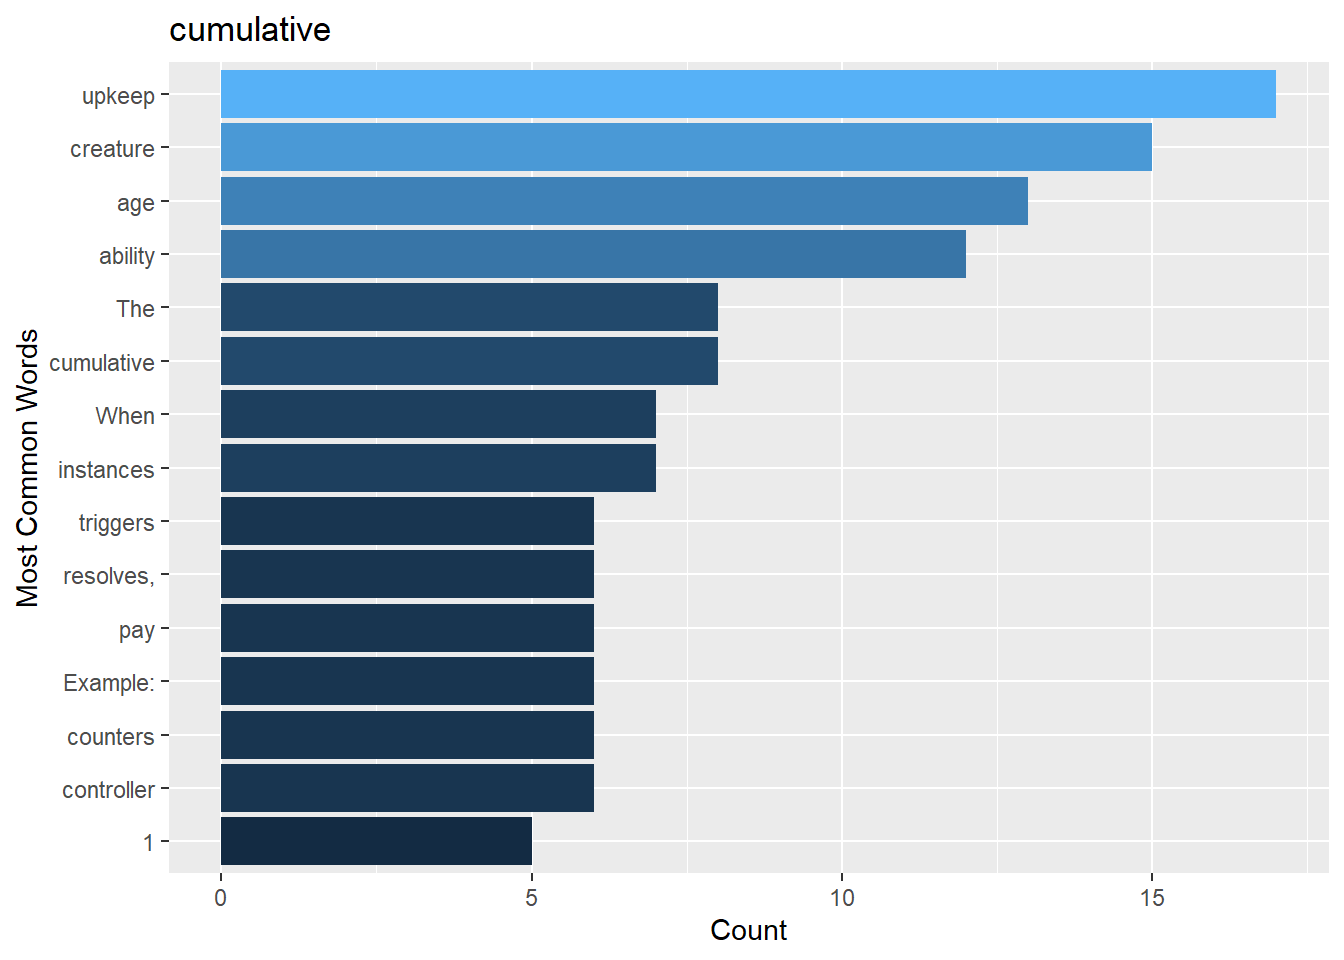 cumulative
Most Common Words
upkeep
creature
age
ability
The
cumulative
When
instances
triggers
resolves,
pay
Example:
counters
controller
1
0 5 10 15
Count